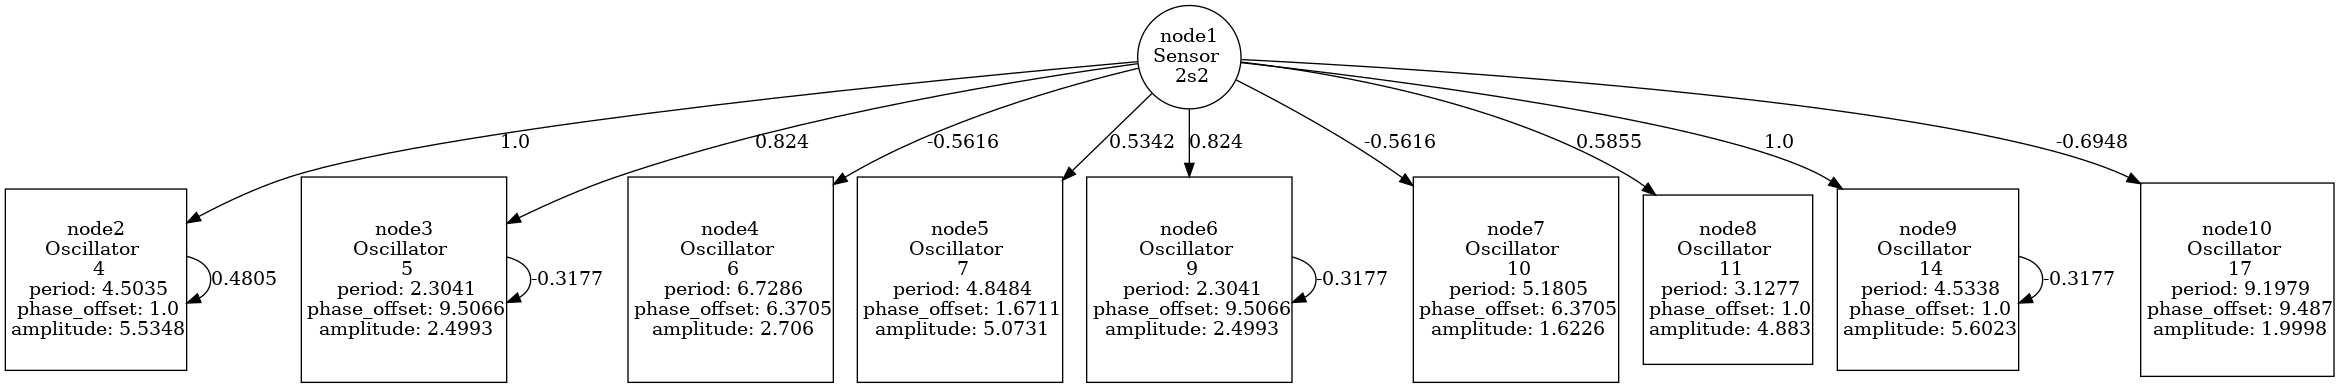 node1
Sensor
2s2
1.0
0.824
-0.5616
0.5342
0.824
-0.5616
0.5855
1.0
-0.6948
node2
Oscillator
4
period: 4.5035
phase_offset: 1.0
amplitude: 5.5348
0.4805
node3
Oscillator
5
period: 2.3041
phase_offset: 9.5066
amplitude: 2.4993
-0.3177
node4
Oscillator
6
period: 6.7286
phase_offset: 6.3705
amplitude: 2.706
node5
Oscillator
7
period: 4.8484
phase_offset: 1.6711
amplitude: 5.0731
node6
Oscillator
9
period: 2.3041
phase_offset: 9.5066
amplitude: 2.4993
-0.3177
node7
Oscillator
10
period: 5.1805
phase_offset: 6.3705
amplitude: 1.6226
node8
Oscillator
11
period: 3.1277
phase_offset: 1.0
amplitude: 4.883
node9
Oscillator
14
period: 4.5338
phase_offset: 1.0
amplitude: 5.6023
-0.3177
node10
Oscillator
17
period: 9.1979
phase_offset: 9.487
amplitude: 1.9998